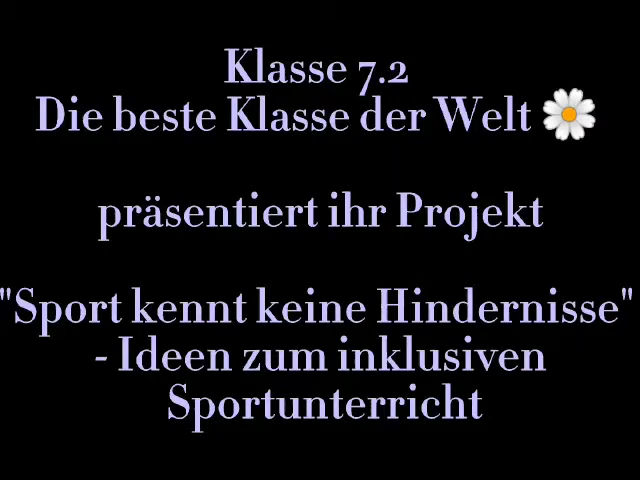 Klasse 7.2
Die beste Klasse der Welt 🌼
präsentiert ihr Projekt
"Sport kennt keine Hindernisse"
- Ideen zum inklusiven
Sportunterricht